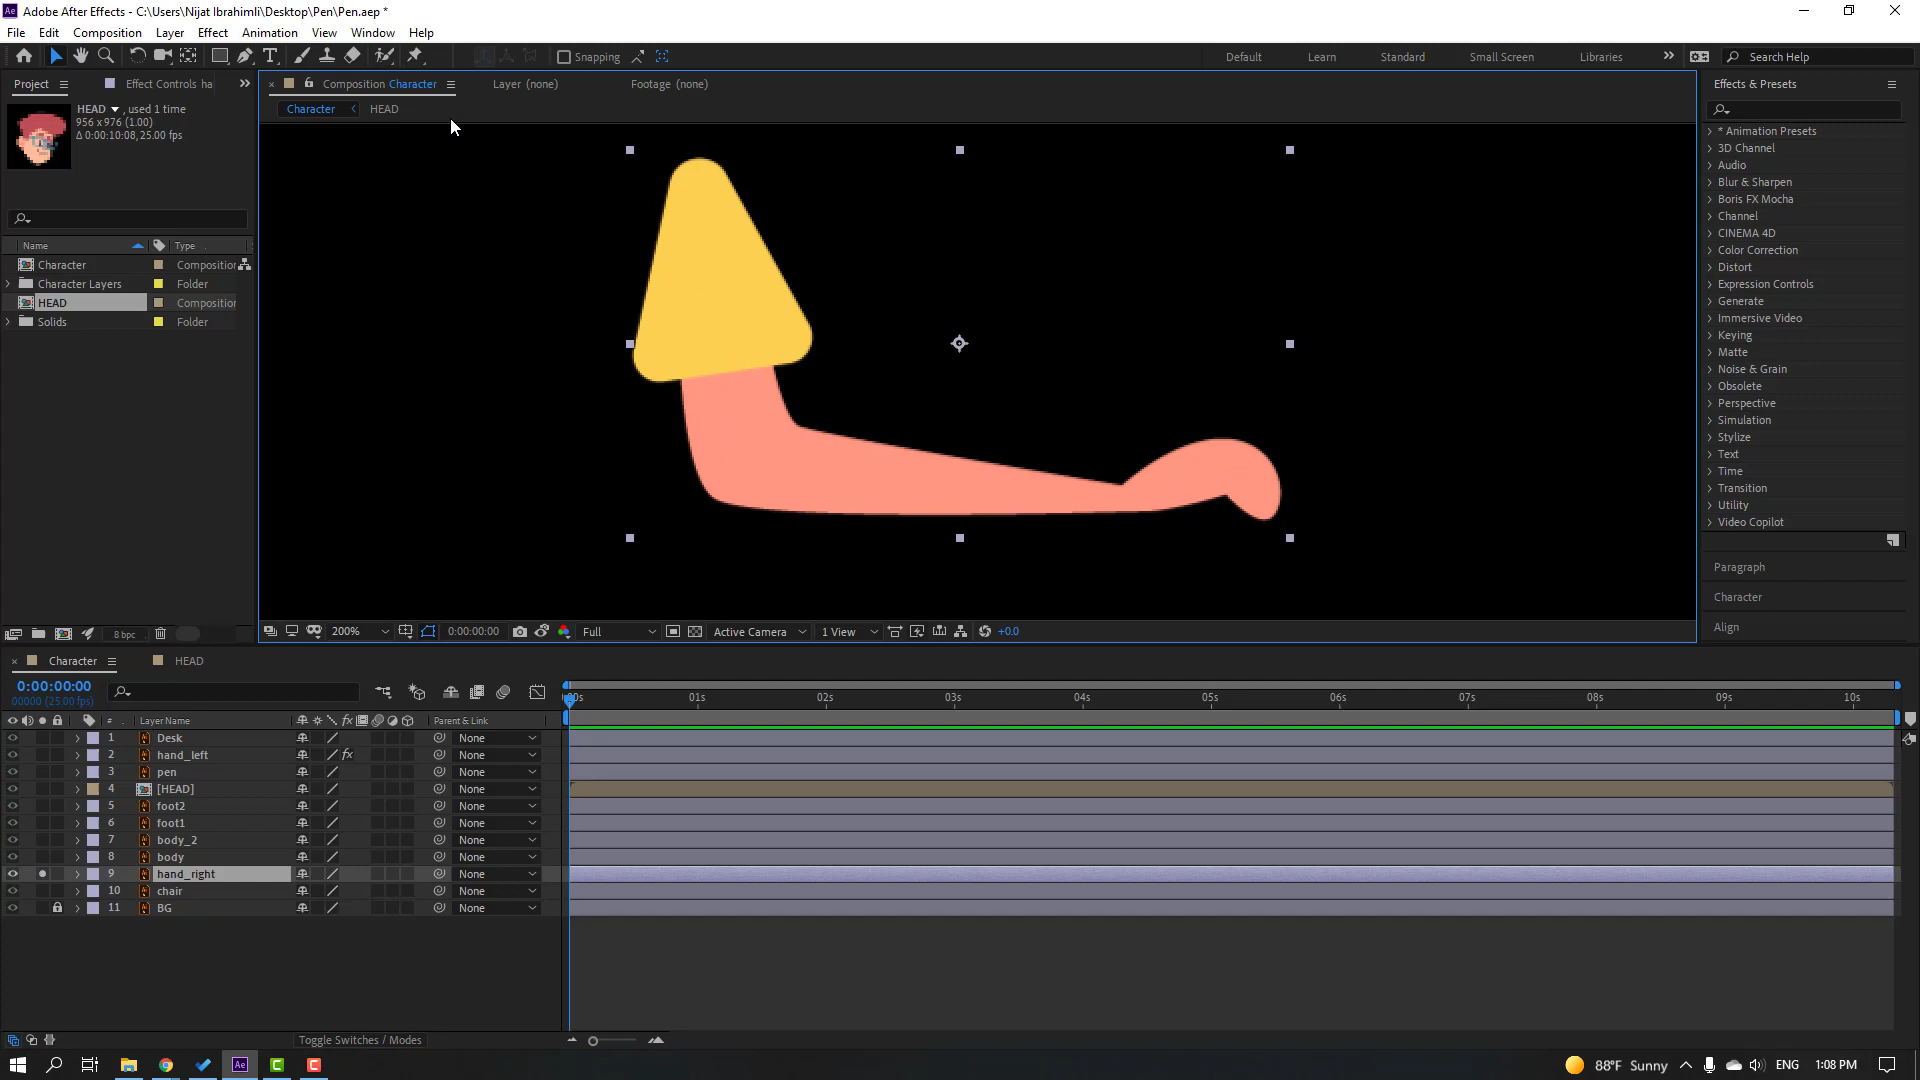 Adobe After Effects - C:\Users\Nijat Ibrahimli\Desktop\Pen\Pen.aep *
File Edit Composition Layer Effect Animation View Window Help
Snapping Default Learn Standard Small Screen Libraries Search Help
Project Effect Controls ha Composition Character Layer (none) Footage (none) Effects & Presets
HEAD , used 1 time
956 x 976 (1.00)
Δ 0:00:10:08, 25.00 fps
Character HEAD
* Animation Presets
3D Channel
Audio
Blur & Sharpen
Boris FX Mocha
Channel
CINEMA 4D
Color Correction
Distort
Expression Controls
Generate
Immersive Video
Keying
Matte
Noise & Grain
Obsolete
Perspective
Simulation
Stylize
Text
Time
Transition
Utility
Video Copilot
Paragraph
Character
Align
Name Type
Character Composition
Character Layers Folder
HEAD Composition
Solids Folder
8 bpc
200% 0:00:00:00 Full Active Camera 1 View +0.0
Character HEAD
0:00:00:00
00000 (25.00 fps)
:00s 01s 02s 03s 04s 05s 06s 07s 08s 09s 10s
# Layer Name Parent & Link
1 Desk None
2 hand_left fx None
3 pen None
4 [HEAD] None
5 foot2 None
6 foot1 None
7 body_2 None
8 body None
9 hand_right None
10 chair None
11 BG None
Toggle Switches / Modes
Ae 88°F Sunny ENG 1:08 PM